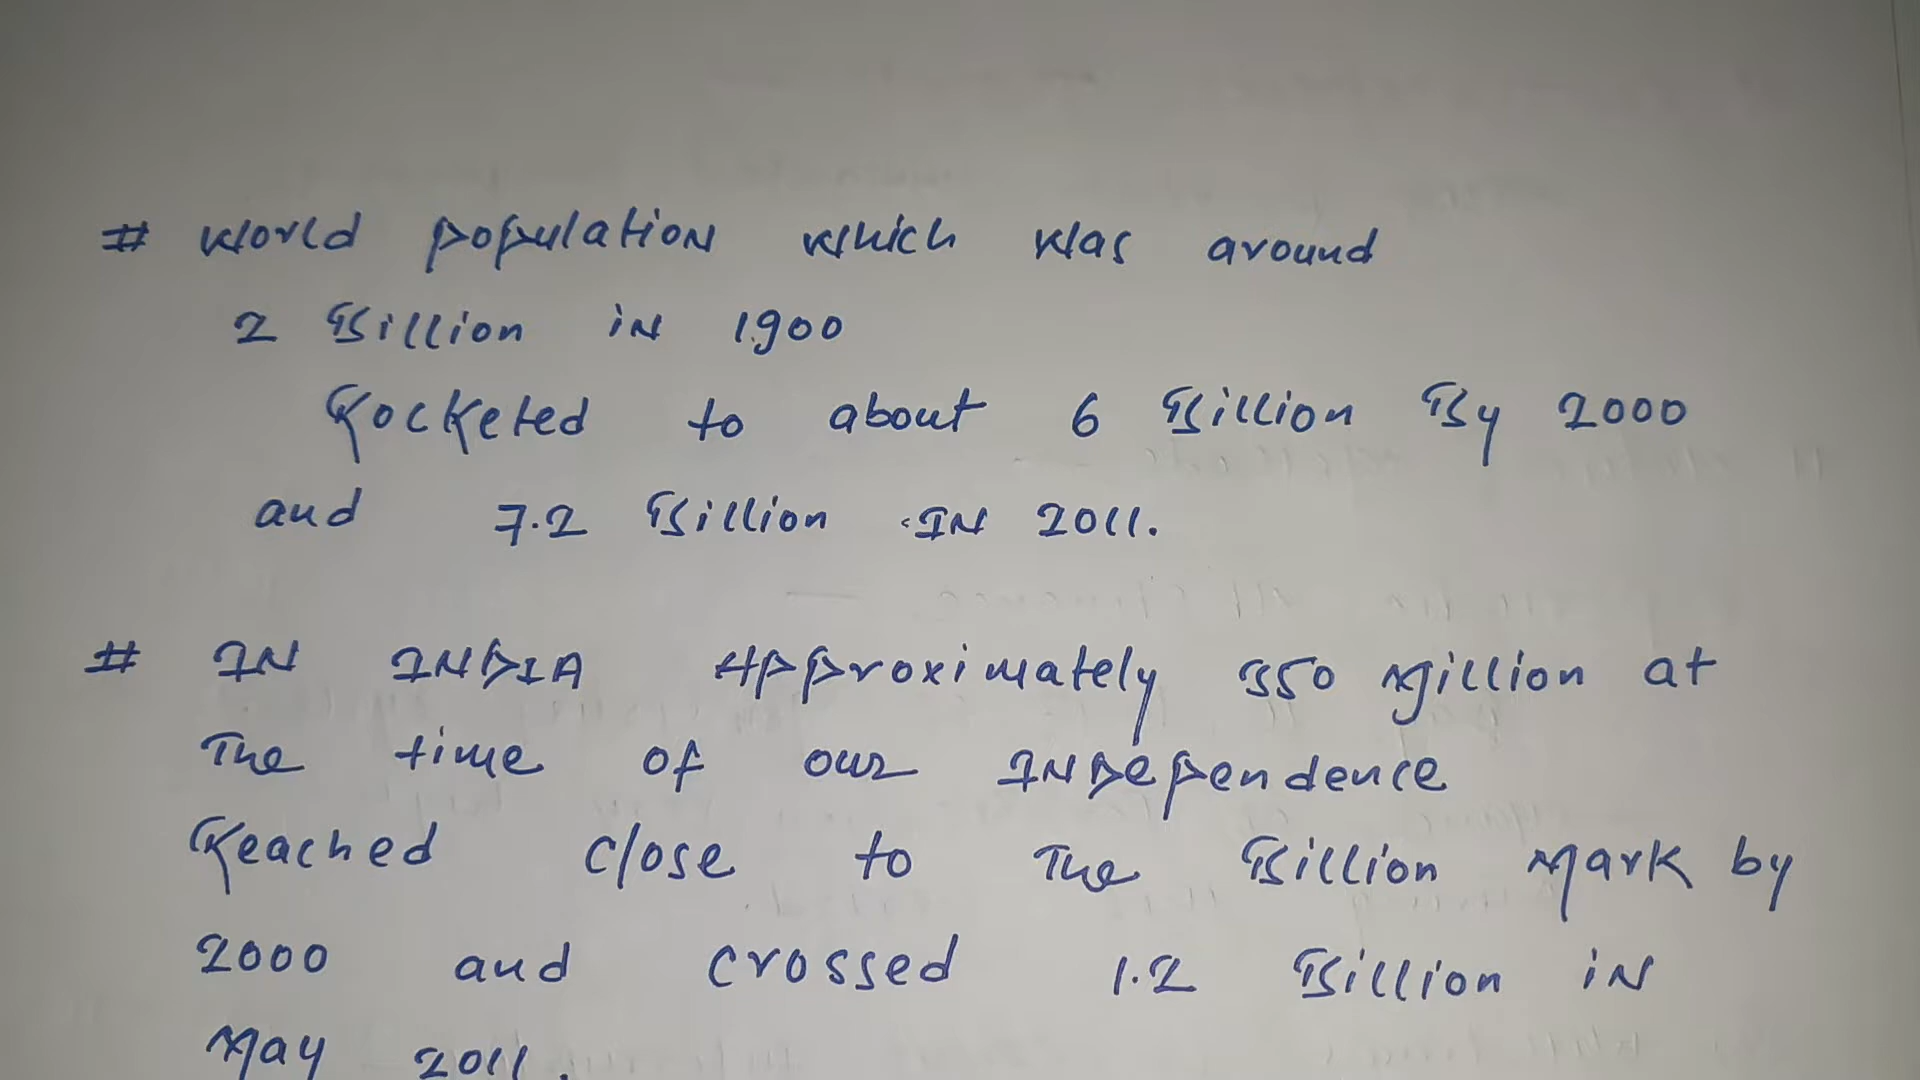 # World population which was around
2 Billion in 1900
Rocketed to about 6 Billion By 2000
and 7.2 Billion IN 2011.
# IN INDIA Approximately 350 Million at
The time of our INDependence
Reached close to The Billion Mark by
2000 and crossed 1.2 Billion in
May 2011.